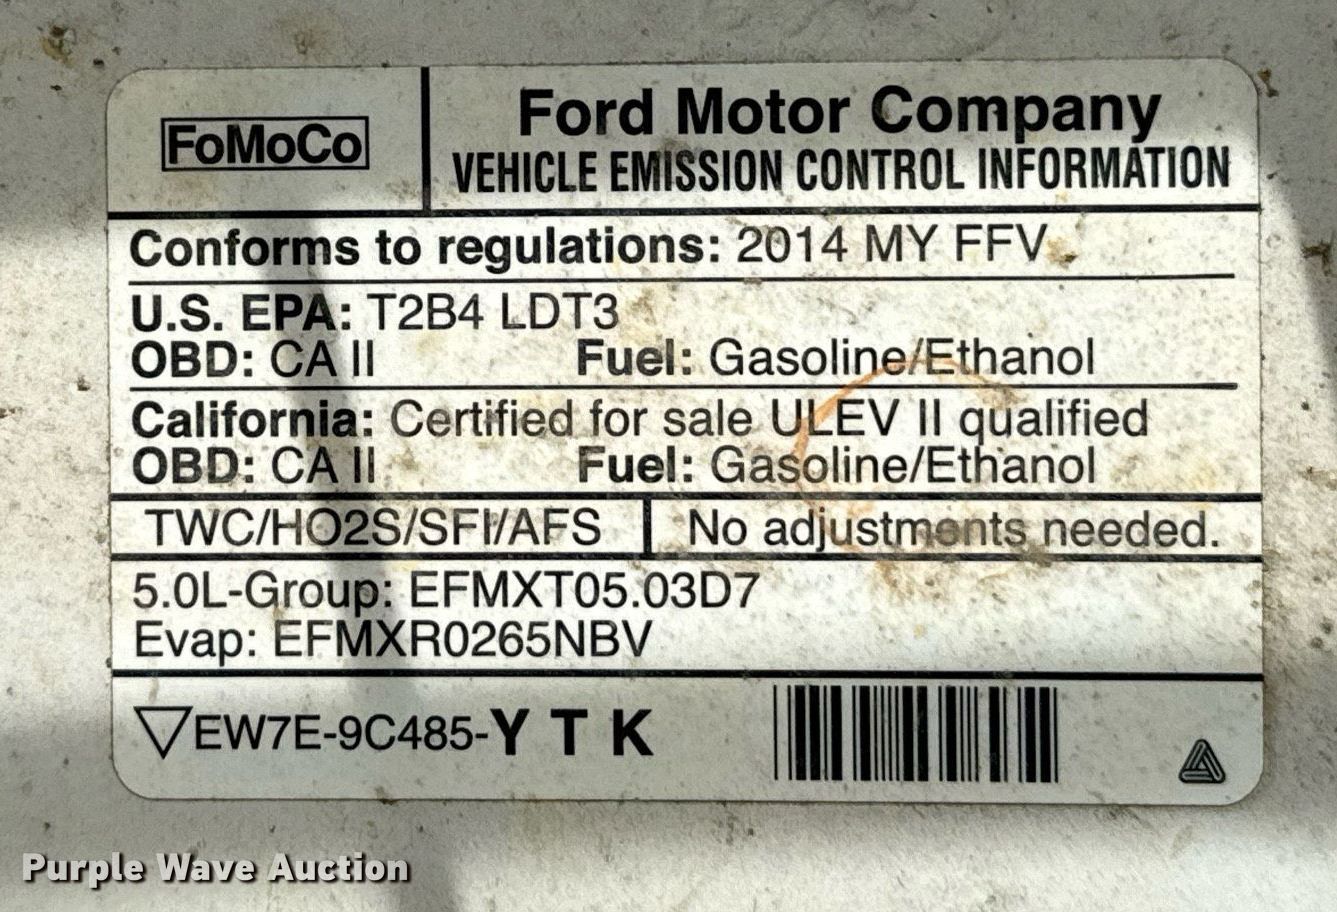 FoMoCo
Ford Motor Company
VEHICLE EMISSION CONTROL INFORMATION
Conforms to regulations: 2014 MY FFV
U.S. EPA: T2B4 LDT3
OBD: CA II Fuel: Gasoline/Ethanol
California: Certified for sale ULEV II qualified
OBD: CA II Fuel: Gasoline/Ethanol
TWC/HO2S/SFI/AFS No adjustments needed.
5.0L-Group: EFMXT05.03D7
Evap: EFMXR0265NBV
EW7E-9C485-Y T K
Purple Wave Auction